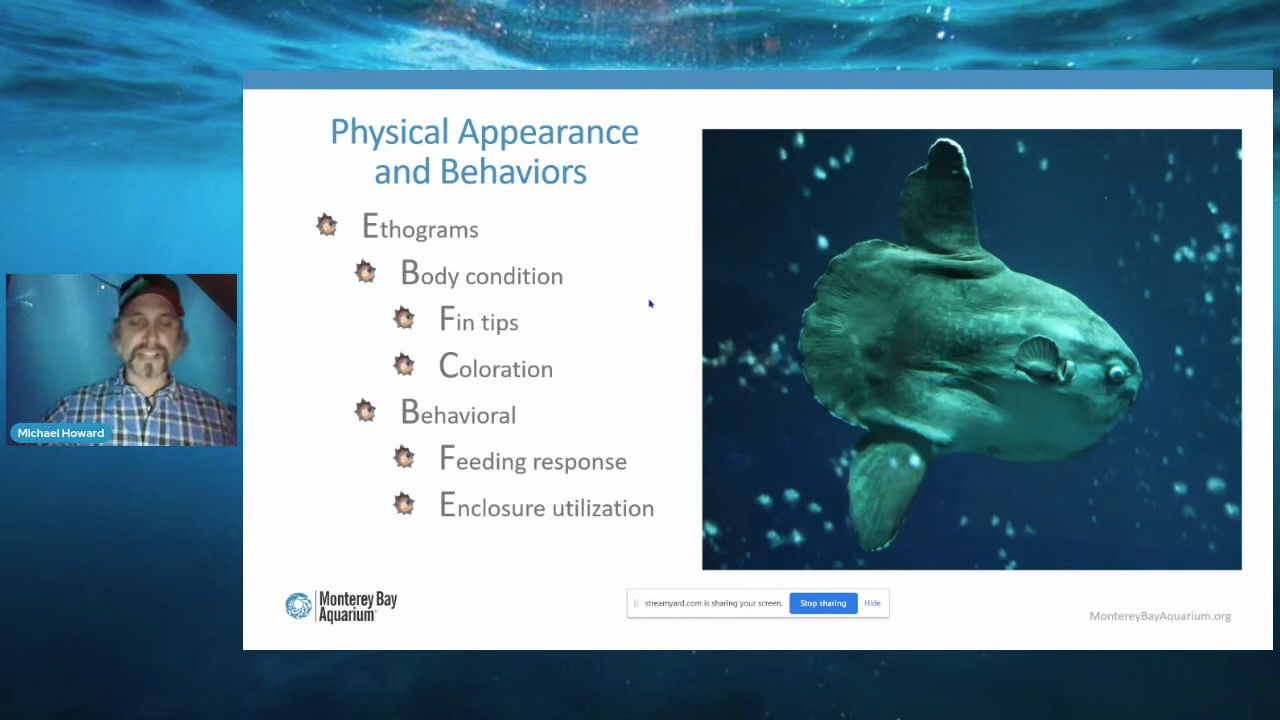 Physical Appearance
and Behaviors
Ethograms
Body condition
Fin tips
Coloration
Behavioral
Feeding response
Enclosure utilization
Michael Howard
Monterey Bay
Aquarium
streamyard.com is sharing your screen.
Stop sharing
Hide
MontereyBayAquarium.org